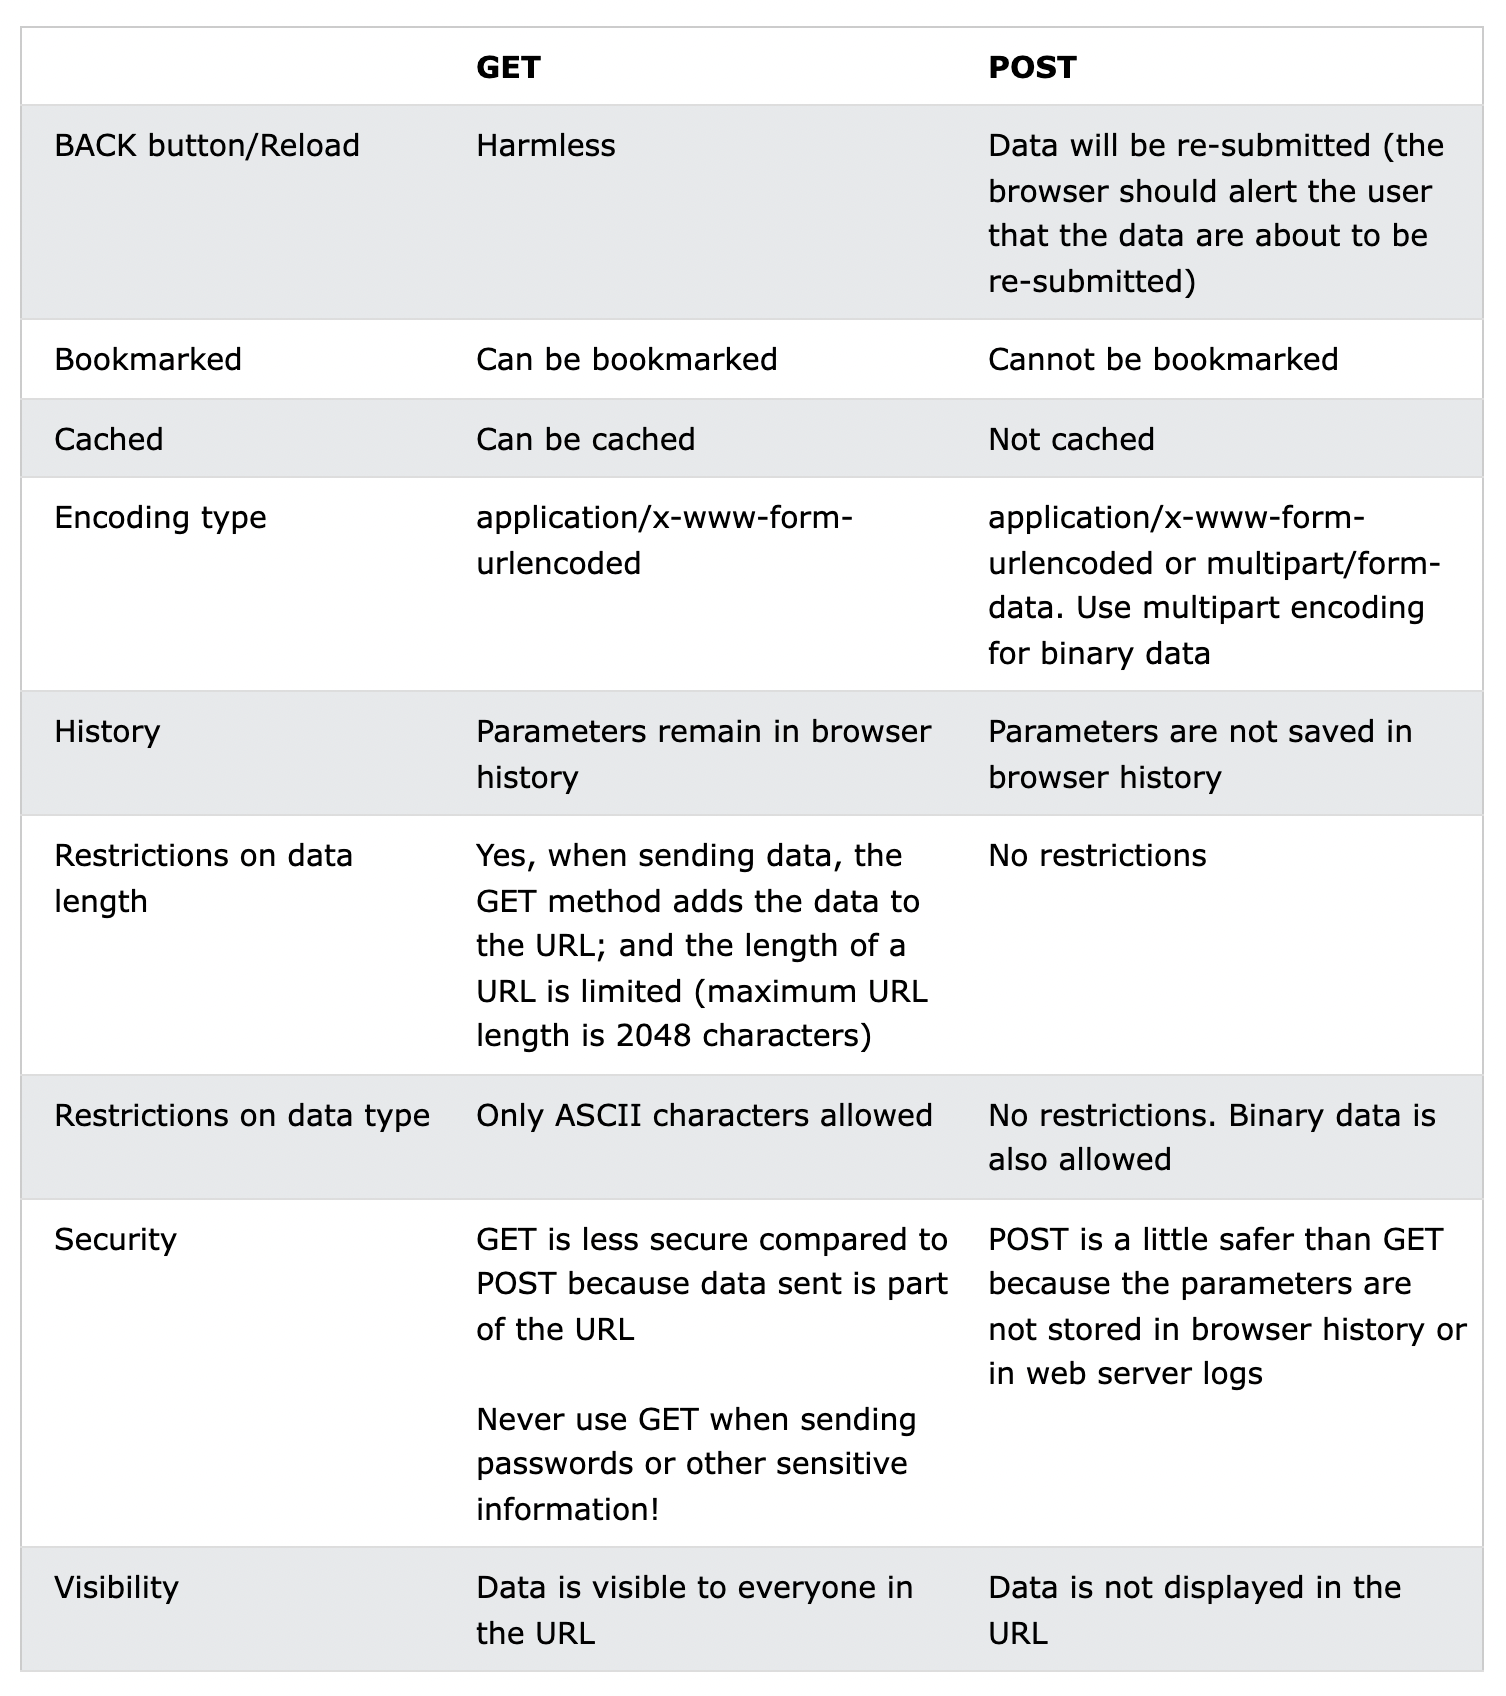 GET POST
BACK button/Reload Harmless Data will be re-submitted (the
browser should alert the user
that the data are about to be
re-submitted)
Bookmarked Can be bookmarked Cannot be bookmarked
Cached Can be cached Not cached
Encoding type application/x-www-form- application/x-www-form-
urlencoded urlencoded or multipart/form-
data. Use multipart encoding
for binary data
History Parameters remain in browser Parameters are not saved in
history browser history
Restrictions on data Yes, when sending data, the No restrictions
length GET method adds the data to
the URL; and the length of a
URL is limited (maximum URL
length is 2048 characters)
Restrictions on data type Only ASCII characters allowed No restrictions. Binary data is
also allowed
Security GET is less secure compared to POST is a little safer than GET
POST because data sent is part because the parameters are
of the URL not stored in browser history or
in web server logs
Never use GET when sending
passwords or other sensitive
information!
Visibility Data is visible to everyone in Data is not displayed in the
the URL URL